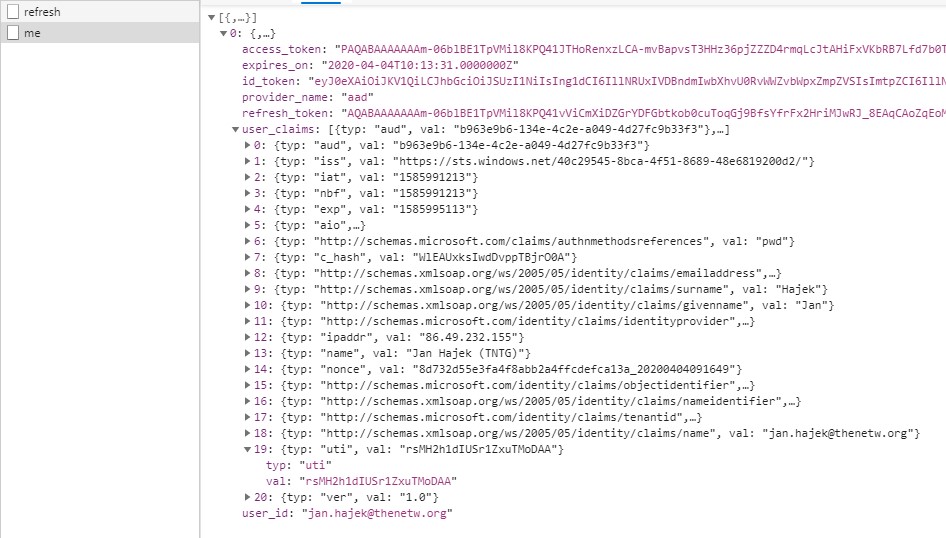 refresh
me
[{,…}]
0: {,…}
access_token: "PAQABAAAAAAAm-06blBE1TpVMil8KPQ41JTHoRenxzLCA-mvBapvsT3HHz36pjZZZD4rmqLcJtAHiFxVKbRB7Lfd7b0T
expires_on: "2020-04-04T10:13:31.0000000Z"
id_token: "eyJ0eXAiOiJKV1QiLCJhbGciOiJSUzI1NiIsIng1dCI6IllNRUxIVDBndmIwbXhvU0RvWWZvbWpxZmpZVSIsImtpZCI6IllN
provider_name: "aad"
refresh_token: "AQABAAAAAAAm-06blBE1TpVMil8KPQ41vViCmXiDZGrYDFGbtkob0cuToqGj9BfsYfrFx2HriMJwRJ_8EAqCAoZqEoM
user_claims: [{typ: "aud", val: "b963e9b6-134e-4c2e-a049-4d27fc9b33f3"},…]
0: {typ: "aud", val: "b963e9b6-134e-4c2e-a049-4d27fc9b33f3"}
1: {typ: "iss", val: "https://sts.windows.net/40c29545-8bca-4f51-8689-48e6819200d2/"}
2: {typ: "iat", val: "1585991213"}
3: {typ: "nbf", val: "1585991213"}
4: {typ: "exp", val: "1585995113"}
5: {typ: "aio",…}
6: {typ: "http://schemas.microsoft.com/claims/authnmethodsreferences", val: "pwd"}
7: {typ: "c_hash", val: "WlEAUxksIwdDvppTBjrO0A"}
8: {typ: "http://schemas.xmlsoap.org/ws/2005/05/identity/claims/emailaddress",…}
9: {typ: "http://schemas.xmlsoap.org/ws/2005/05/identity/claims/surname", val: "Hajek"}
10: {typ: "http://schemas.xmlsoap.org/ws/2005/05/identity/claims/givenname", val: "Jan"}
11: {typ: "http://schemas.microsoft.com/identity/claims/identityprovider",…}
12: {typ: "ipaddr", val: "86.49.232.155"}
13: {typ: "name", val: "Jan Hajek (TNTG)"}
14: {typ: "nonce", val: "8d732d55e3fa4f8abb2a4ffcdefca13a_20200404091649"}
15: {typ: "http://schemas.microsoft.com/identity/claims/objectidentifier",…}
16: {typ: "http://schemas.xmlsoap.org/ws/2005/05/identity/claims/nameidentifier",…}
17: {typ: "http://schemas.microsoft.com/identity/claims/tenantid",…}
18: {typ: "http://schemas.xmlsoap.org/ws/2005/05/identity/claims/name", val: "jan.hajek@thenetw.org"}
19: {typ: "uti", val: "rsMH2h1dIUSr1ZxuTMoDAA"}
typ: "uti"
val: "rsMH2h1dIUSr1ZxuTMoDAA"
20: {typ: "ver", val: "1.0"}
user_id: "jan.hajek@thenetw.org"